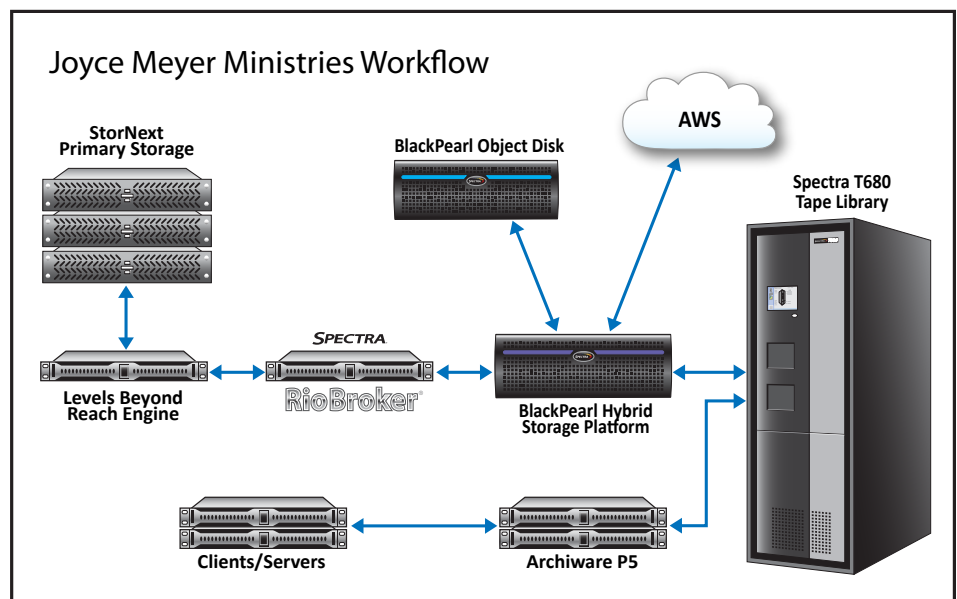 Joyce Meyer Ministries Workflow
StorNext
Primary Storage
BlackPearl Object Disk
AWS
Spectra T680
Tape Library
SPECTRA
RioBroker
Levels Beyond
Reach Engine
BlackPearl Hybrid
Storage Platform
Clients/Servers
Archiware P5